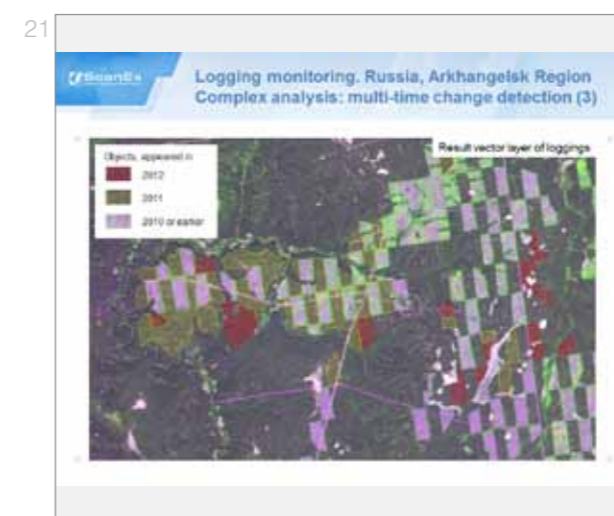 21
ScanEx
Logging monitoring. Russia, Arkhangelsk Region
Complex analysis: multi-time change detection (3)
Result vector layer of loggings
Objects, appeared in
2012
2011
2010 or earlier